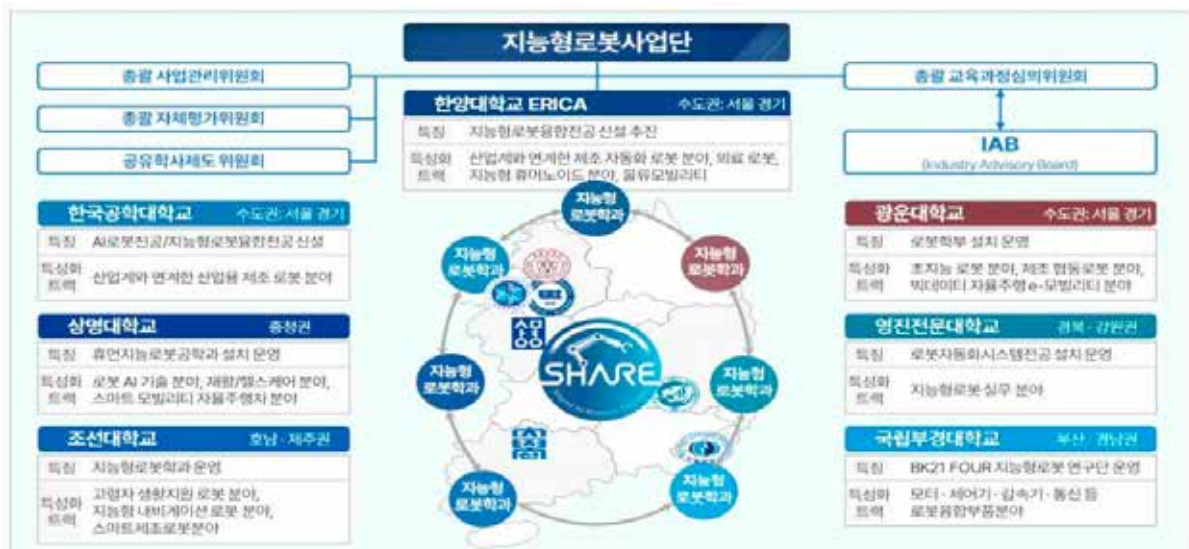 지능형로봇사업단
총괄 사업관리위원회
총괄 자체평가위원회
공유학사제도 위원회
총괄 교육과정심의위원회
IAB
(Industry Advisory Board)
한양대학교 ERICA 수도권: 서울 경기
특징 지능형로봇융합전공 신설 추진
특성화 트랙 산업계와 연계한 제조 자동화 로봇 분야, 의료 로봇,
지능형 휴머노이드 분야, 물류모빌리티
한국공학대학교 수도권: 서울 경기
특징 AI로봇전공/지능형로봇융합전공 신설
특성화 트랙 산업계와 연계한 산업용 제조 로봇 분야
상명대학교 충청권
특징 휴먼지능로봇공학과 설치 운영
특성화 트랙 로봇 AI 기술 분야, 재활/헬스케어 분야,
스마트 모빌리티 자율주행차 분야
조선대학교 호남 · 제주권
특징 지능형로봇학과 운영
특성화 트랙 고령자 생활지원 로봇 분야,
지능형 내비게이션 로봇 분야,
스마트제조로봇분야
지능형
로봇학과
지능형
로봇학과
지능형
로봇학과
지능형
로봇학과
SHARE
지능형
로봇학과
지능형
로봇학과
지능형
로봇학과
광운대학교 수도권: 서울 경기
특징 로봇학부 설치 운영
특성화 트랙 초지능 로봇 분야, 제조 협동로봇 분야,
빅데이터 자율주행 e-모빌리티 분야
영진전문대학교 경북 · 강원권
특징 로봇자동화시스템전공 설치 운영
특성화 트랙 지능형로봇 실무 분야
국립부경대학교 부산 · 경남권
특징 BK21 FOUR 지능형로봇 연구단 운영
특성화 트랙 모터 · 제어기 · 감속기 · 통신 등
로봇융합부품분야